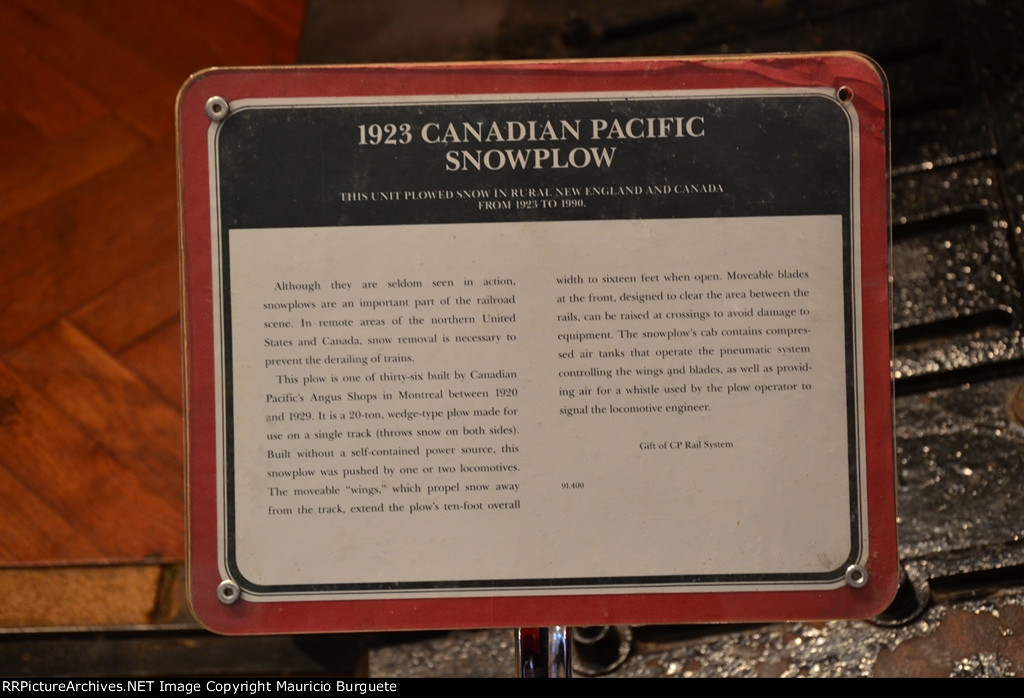 1923 CANADIAN PACIFIC
SNOWPLOW
THIS UNIT PLOWED SNOW IN RURAL NEW ENGLAND AND CANADA
FROM 1923 TO 1990.
Although they are seldom seen in action,
snowplows are an important part of the railroad
scene. In remote areas of the northern United
States and Canada, snow removal is necessary to
prevent the derailing of trains.
This plow is one of thirty-six built by Canadian
Pacific's Angus Shops in Montreal between 1920
and 1929. It is a 20-ton, wedge-type plow made for
use on a single track (throws snow on both sides).
Built without a self-contained power source, this
snowplow was pushed by one or two locomotives.
The moveable "wings," which propel snow away
from the track, extend the plow's ten-foot overall
width to sixteen feet when open. Moveable blades
at the front, designed to clear the area between the
rails, can be raised at crossings to avoid damage to
equipment. The snowplow's cab contains compres-
sed air tanks that operate the pneumatic system
controlling the wings and blades, as well as provid-
ing air for a whistle used by the plow operator to
signal the locomotive engineer.
Gift of CP Rail System
91.400
RRPictureArchives.NET Image Copyright Mauricio Burguete